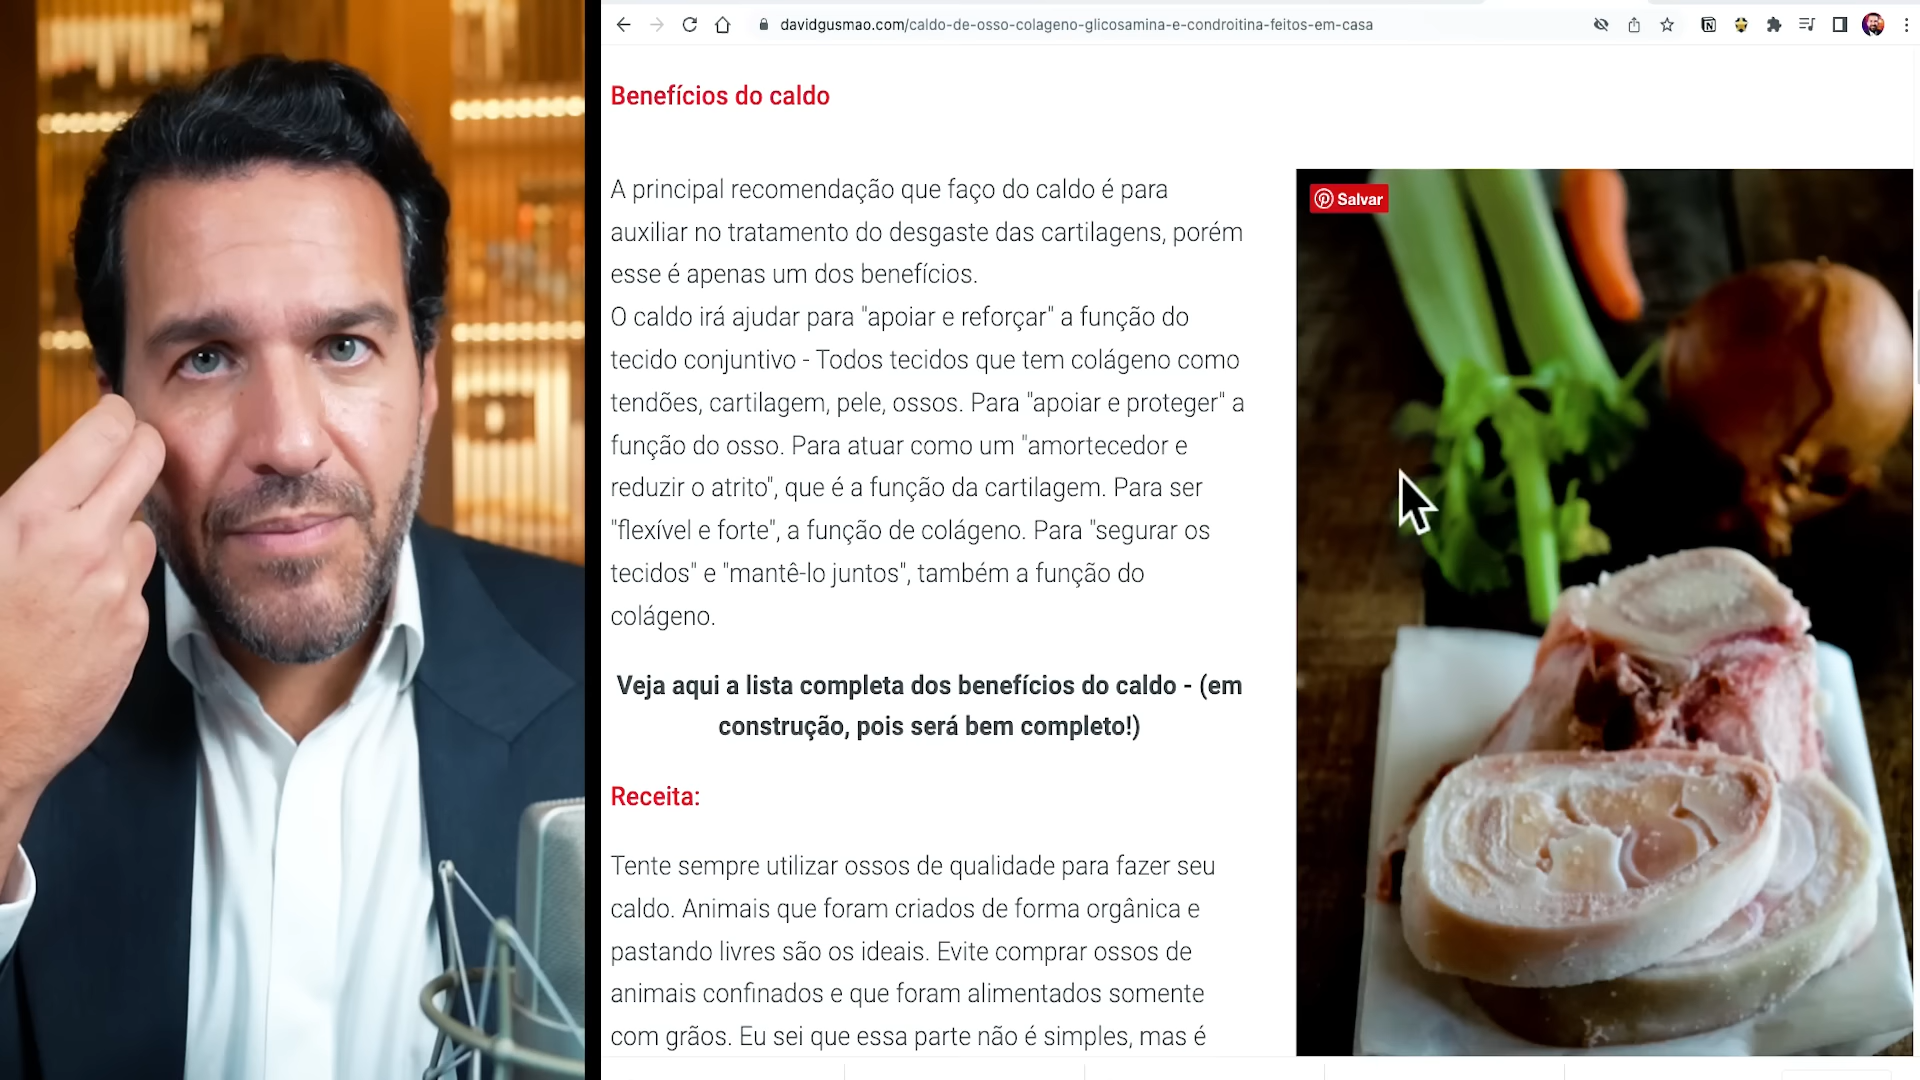 davidgusmao.com/caldo-de-osso-colageno-glicosamina-e-condroitina-feitos-em-casa
Benefícios do caldo
Salvar
A principal recomendação que faço do caldo é para
auxiliar no tratamento do desgaste das cartilagens, porém
esse é apenas um dos benefícios.
O caldo irá ajudar para "apoiar e reforçar" a função do
tecido conjuntivo - Todos tecidos que tem colágeno como
tendões, cartilagem, pele, ossos. Para "apoiar e proteger" a
função do osso. Para atuar como um "amortecedor e
reduzir o atrito", que é a função da cartilagem. Para ser
"flexível e forte", a função de colágeno. Para "segurar os
tecidos" e "mantê-lo juntos", também a função do
colágeno.
Veja aqui a lista completa dos benefícios do caldo - (em
construção, pois será bem completo!)
Receita:
Tente sempre utilizar ossos de qualidade para fazer seu
caldo. Animais que foram criados de forma orgânica e
pastando livres são os ideais. Evite comprar ossos de
animais confinados e que foram alimentados somente
com grãos. Eu sei que essa parte não é simples, mas é